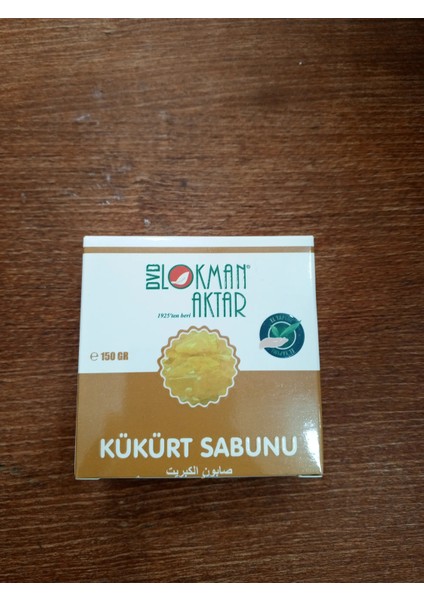 DVD LOKMAN®
AKTAR
1925'ten beri
℮ 150 GR
KÜKÜRT SABUNU
صابون الكبريت